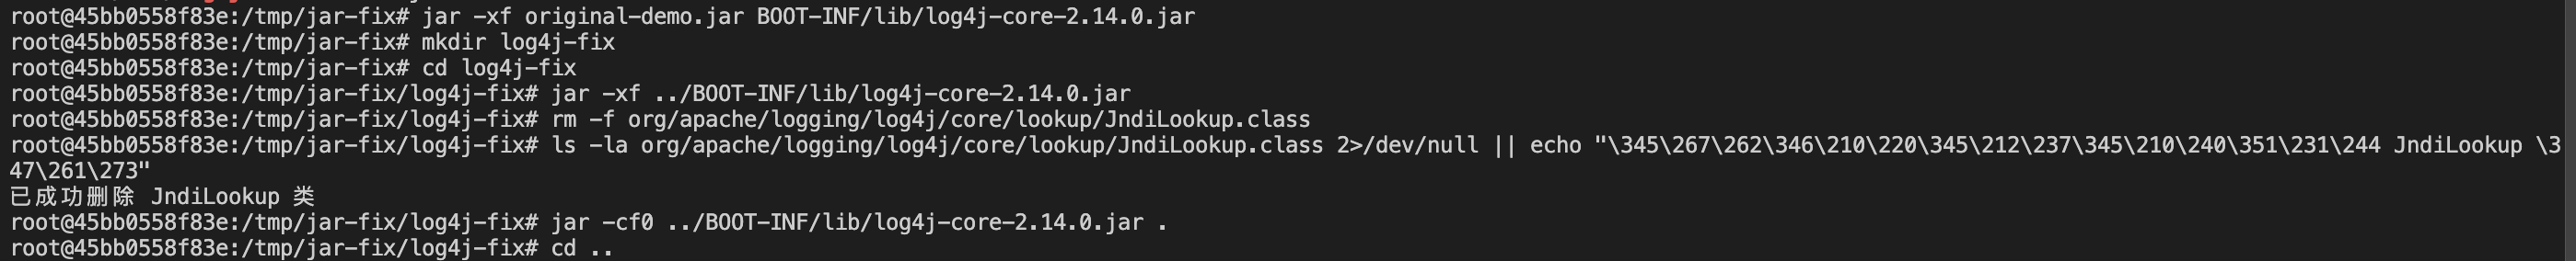 root@45bb0558f83e:/tmp/jar-fix# jar -xf original-demo.jar BOOT-INF/lib/log4j-core-2.14.0.jar
root@45bb0558f83e:/tmp/jar-fix# mkdir log4j-fix
root@45bb0558f83e:/tmp/jar-fix# cd log4j-fix
root@45bb0558f83e:/tmp/jar-fix/log4j-fix# jar -xf ../BOOT-INF/lib/log4j-core-2.14.0.jar
root@45bb0558f83e:/tmp/jar-fix/log4j-fix# rm -f org/apache/logging/log4j/core/lookup/JndiLookup.class
root@45bb0558f83e:/tmp/jar-fix/log4j-fix# ls -la org/apache/logging/log4j/core/lookup/JndiLookup.class 2>/dev/null || echo "\345\267\262\346\210\220\345\212\237\345\210\240\351\231\244 JndiLookup \3
47\261\273"
已成功删除 JndiLookup 类
root@45bb0558f83e:/tmp/jar-fix/log4j-fix# jar -cf0 ../BOOT-INF/lib/log4j-core-2.14.0.jar .
root@45bb0558f83e:/tmp/jar-fix/log4j-fix# cd ..